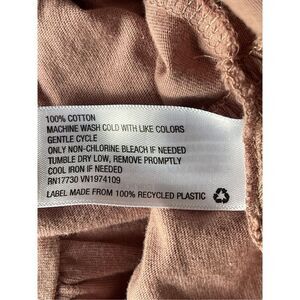 100% COTTON
MACHINE WASH COLD WITH LIKE COLORS
GENTLE CYCLE
ONLY NON-CHLORINE BLEACH IF NEEDED
TUMBLE DRY LOW, REMOVE PROMPTLY
COOL IRON IF NEEDED
RN17730 VN1974109
LABEL MADE FROM 100% RECYCLED PLASTIC